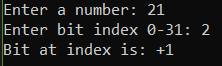 Enter a number: 21
Enter bit index 0-31: 2
Bit at index is: +1